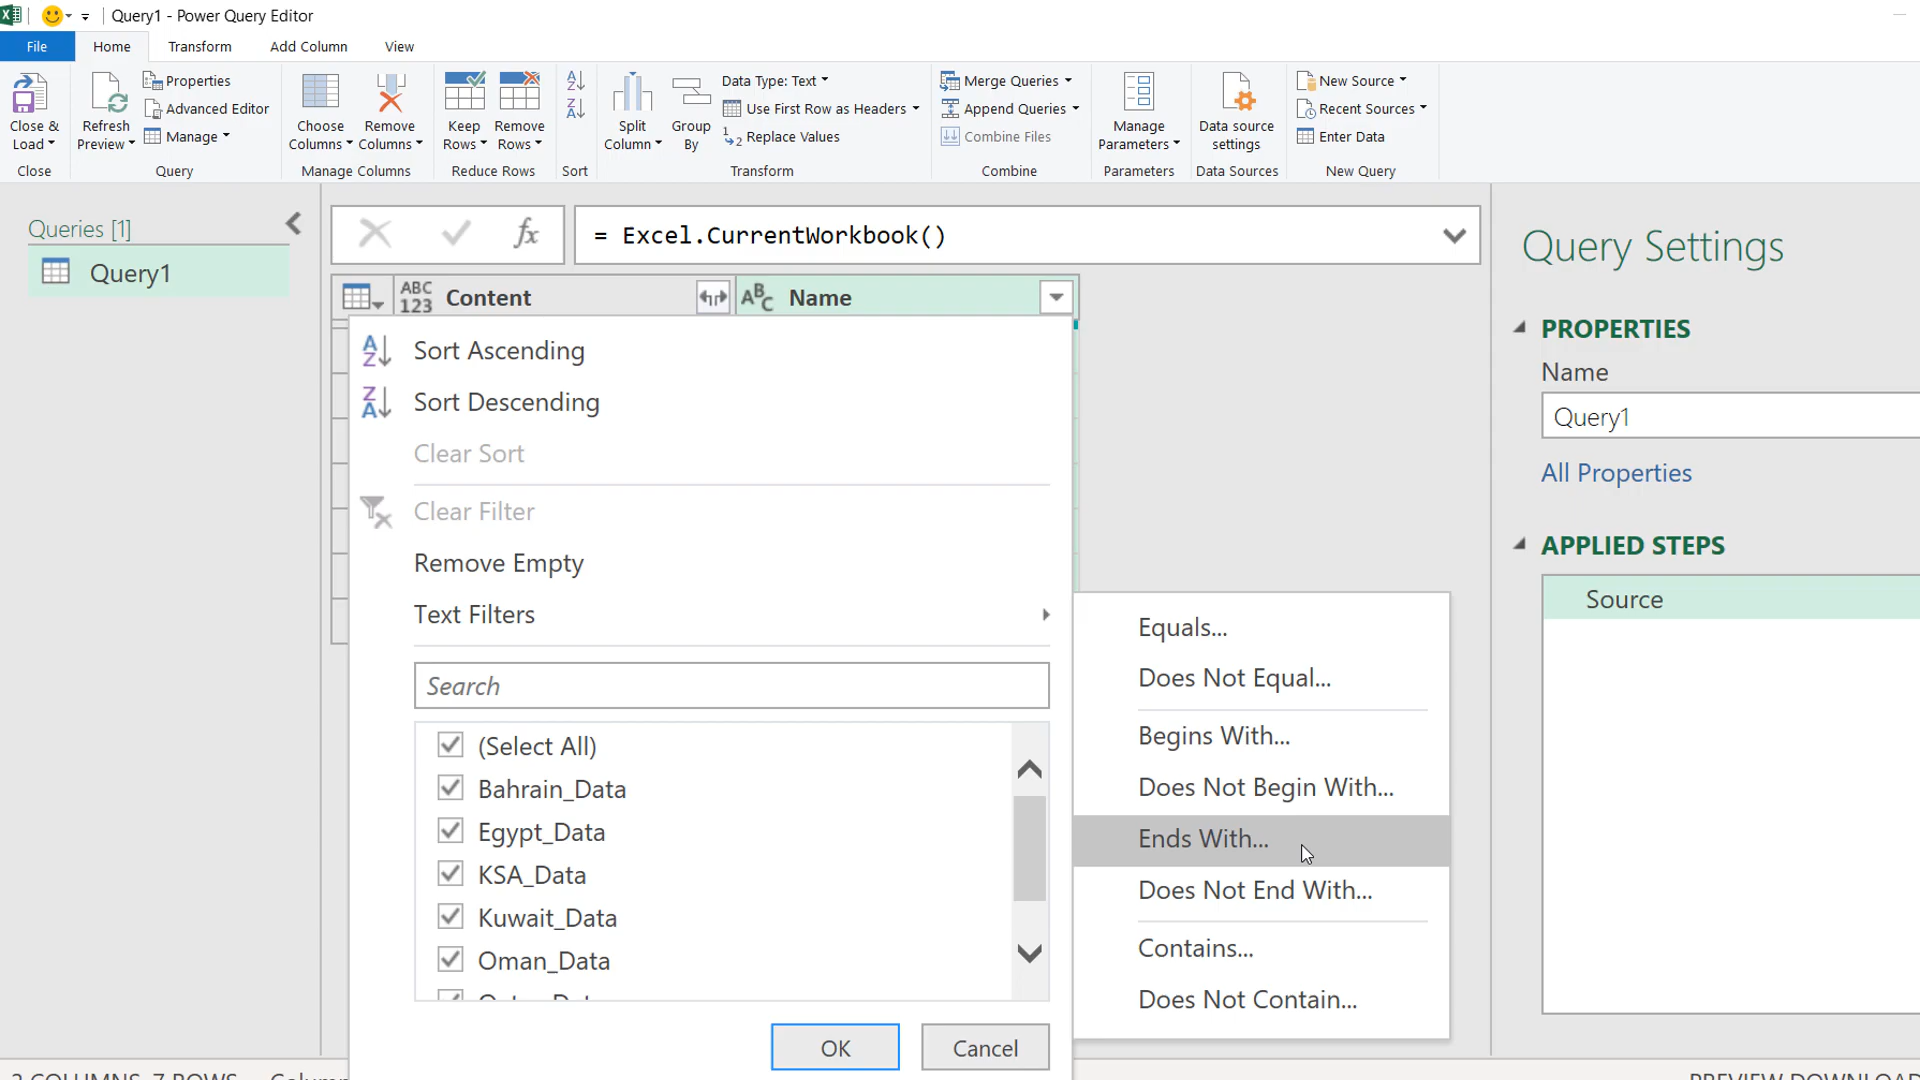 Query1 - Power Query Editor
File
Home
Transform
Add Column
View
Close &
Load
Close
Refresh
Preview
Properties
Advanced Editor
Manage
Query
Choose
Columns
Remove
Columns
Manage Columns
Keep
Rows
Remove
Rows
Reduce Rows
Sort
Split
Column
Group
By
Data Type: Text
Use First Row as Headers
Replace Values
Transform
Merge Queries
Append Queries
Combine Files
Combine
Manage
Parameters
Parameters
Data source
settings
Data Sources
New Source
Recent Sources
Enter Data
New Query
Queries [1]
Query1
fx
= Excel.CurrentWorkbook()
ABC
123
Content
ABC
Name
Sort Ascending
Sort Descending
Clear Sort
Clear Filter
Remove Empty
Text Filters
Search
(Select All)
Bahrain_Data
Egypt_Data
KSA_Data
Kuwait_Data
Oman_Data
OK
Cancel
Equals...
Does Not Equal...
Begins With...
Does Not Begin With...
Ends With...
Does Not End With...
Contains...
Does Not Contain...
Query Settings
PROPERTIES
Name
Query1
All Properties
APPLIED STEPS
Source